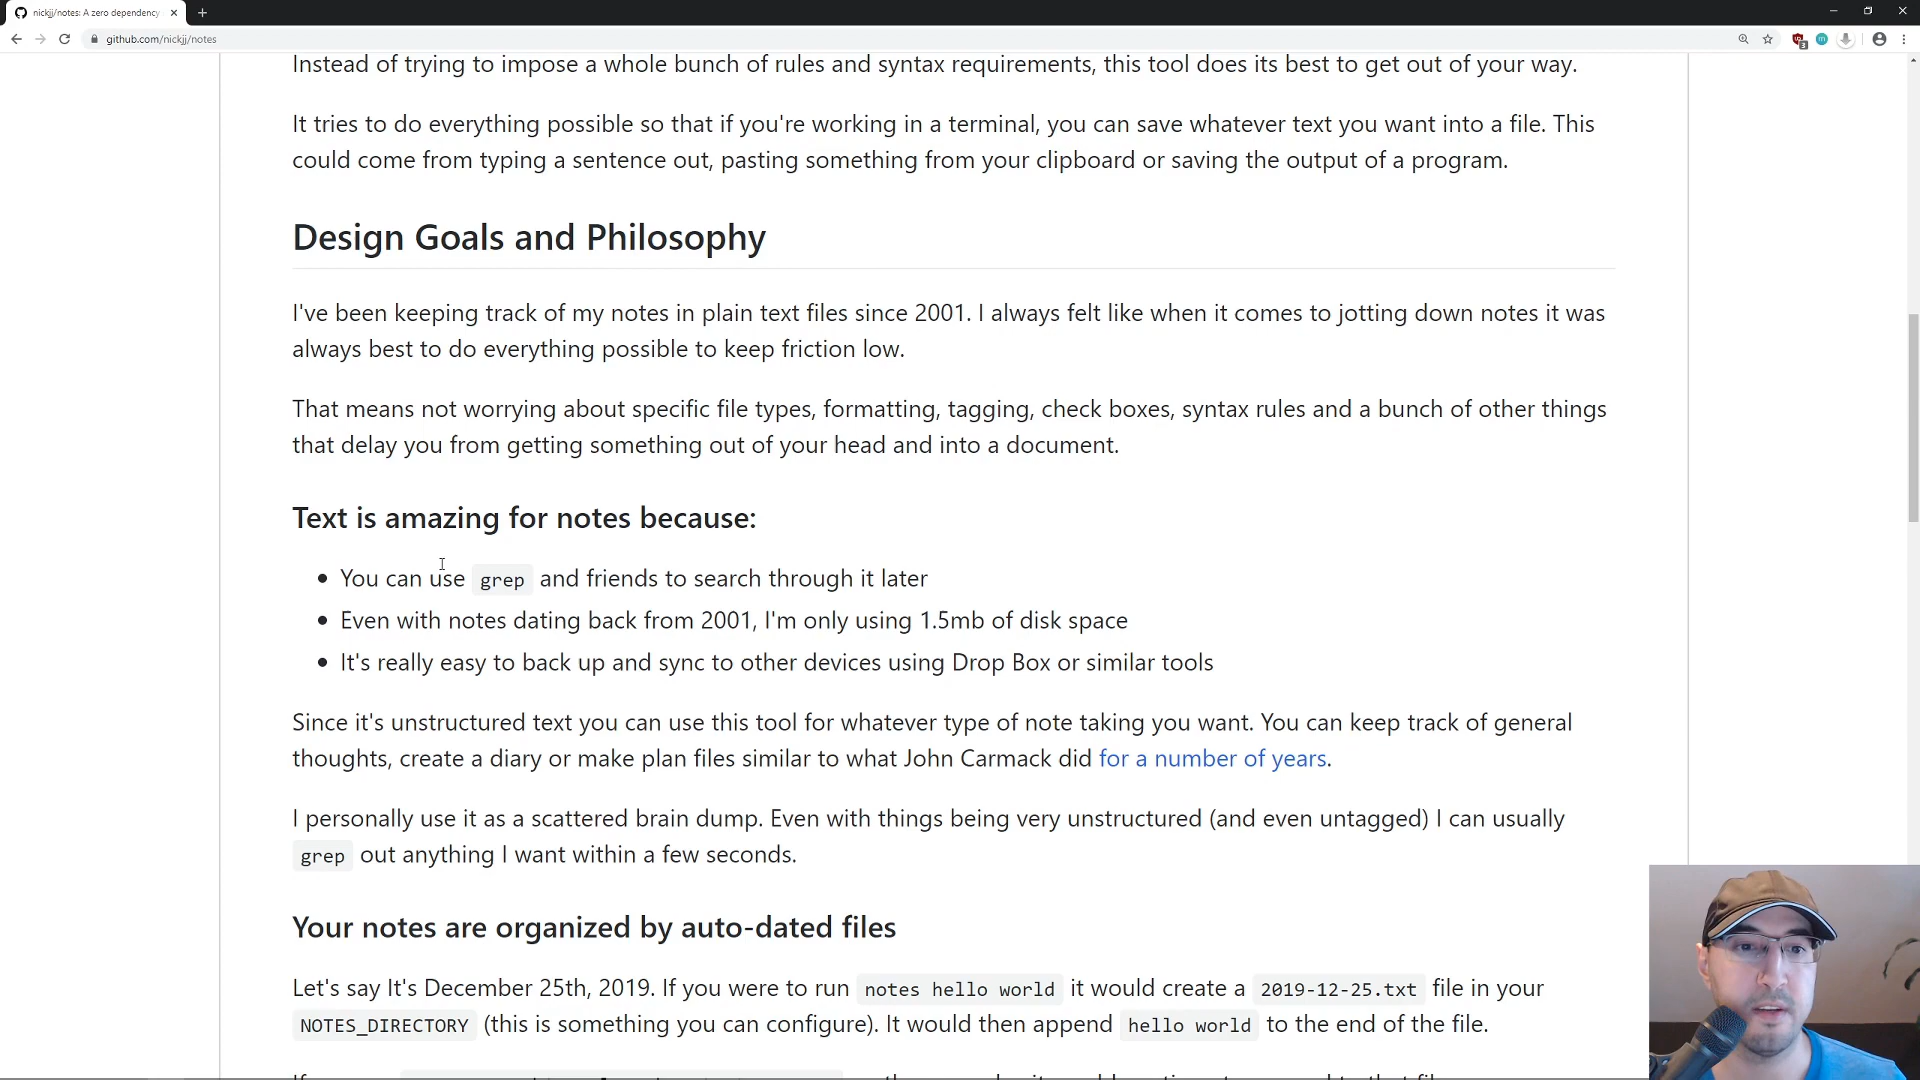 nickjj/notes: A zero dependency
github.com/nickjj/notes
Instead of trying to impose a whole bunch of rules and syntax requirements, this tool does its best to get out of your way.
It tries to do everything possible so that if you're working in a terminal, you can save whatever text you want into a file. This
could come from typing a sentence out, pasting something from your clipboard or saving the output of a program.
Design Goals and Philosophy
I've been keeping track of my notes in plain text files since 2001. I always felt like when it comes to jotting down notes it was
always best to do everything possible to keep friction low.
That means not worrying about specific file types, formatting, tagging, check boxes, syntax rules and a bunch of other things
that delay you from getting something out of your head and into a document.
Text is amazing for notes because:
You can use grep and friends to search through it later
Even with notes dating back from 2001, I'm only using 1.5mb of disk space
It's really easy to back up and sync to other devices using Drop Box or similar tools
Since it's unstructured text you can use this tool for whatever type of note taking you want. You can keep track of general
thoughts, create a diary or make plan files similar to what John Carmack did for a number of years.
I personally use it as a scattered brain dump. Even with things being very unstructured (and even untagged) I can usually
grep out anything I want within a few seconds.
Your notes are organized by auto-dated files
Let's say It's December 25th, 2019. If you were to run notes hello world it would create a 2019-12-25.txt file in your
NOTES_DIRECTORY (this is something you can configure). It would then append hello world to the end of the file.